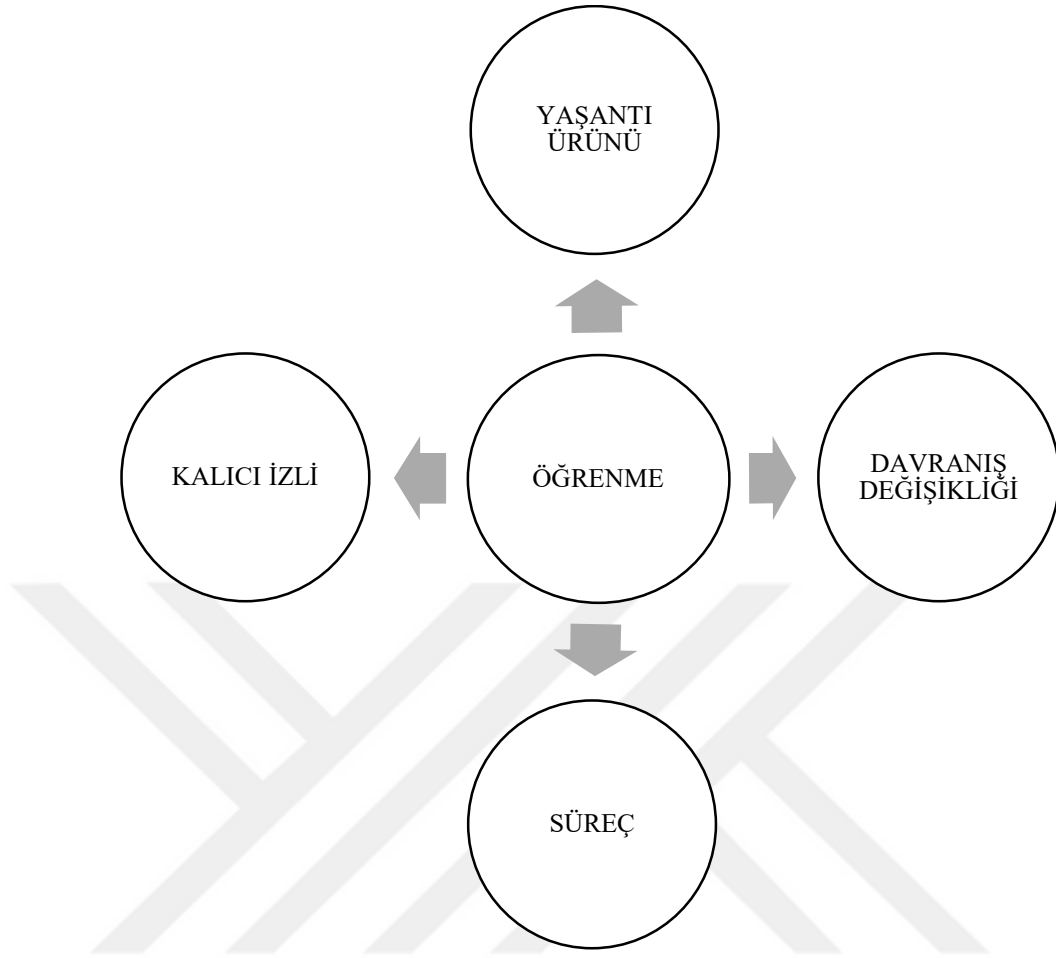 YAŞANTI
ÜRÜNÜ
KALICI İZLİ
ÖĞRENME
DAVRANIŞ
DEĞİŞİKLİĞİ
SÜREÇ